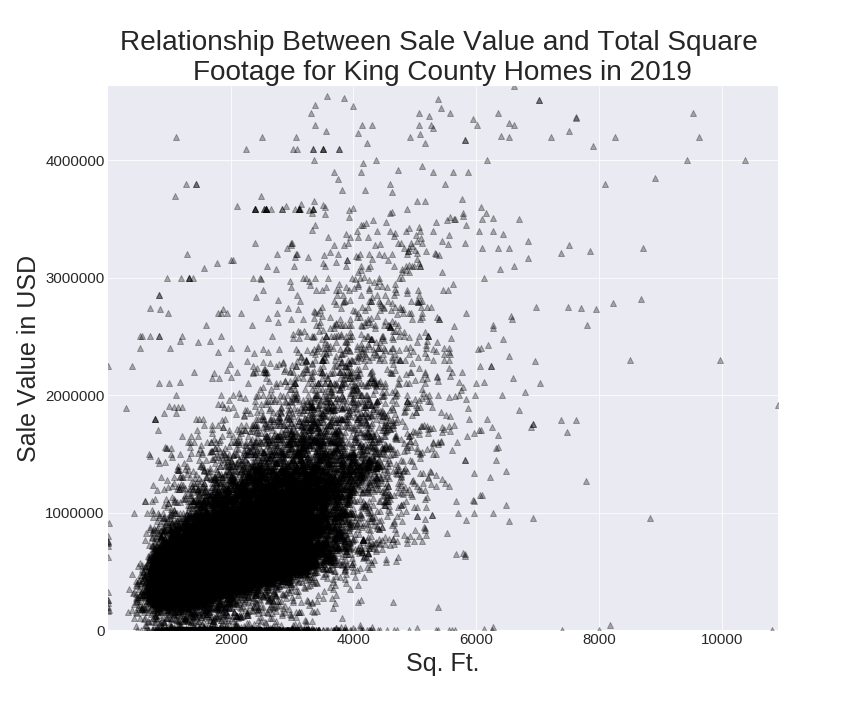 Relationship Between Sale Value and Total Square
Footage for King County Homes in 2019
4000000
3000000
2000000
1000000
0
Sale Value in USD
2000
4000
6000
8000
10000
Sq. Ft.